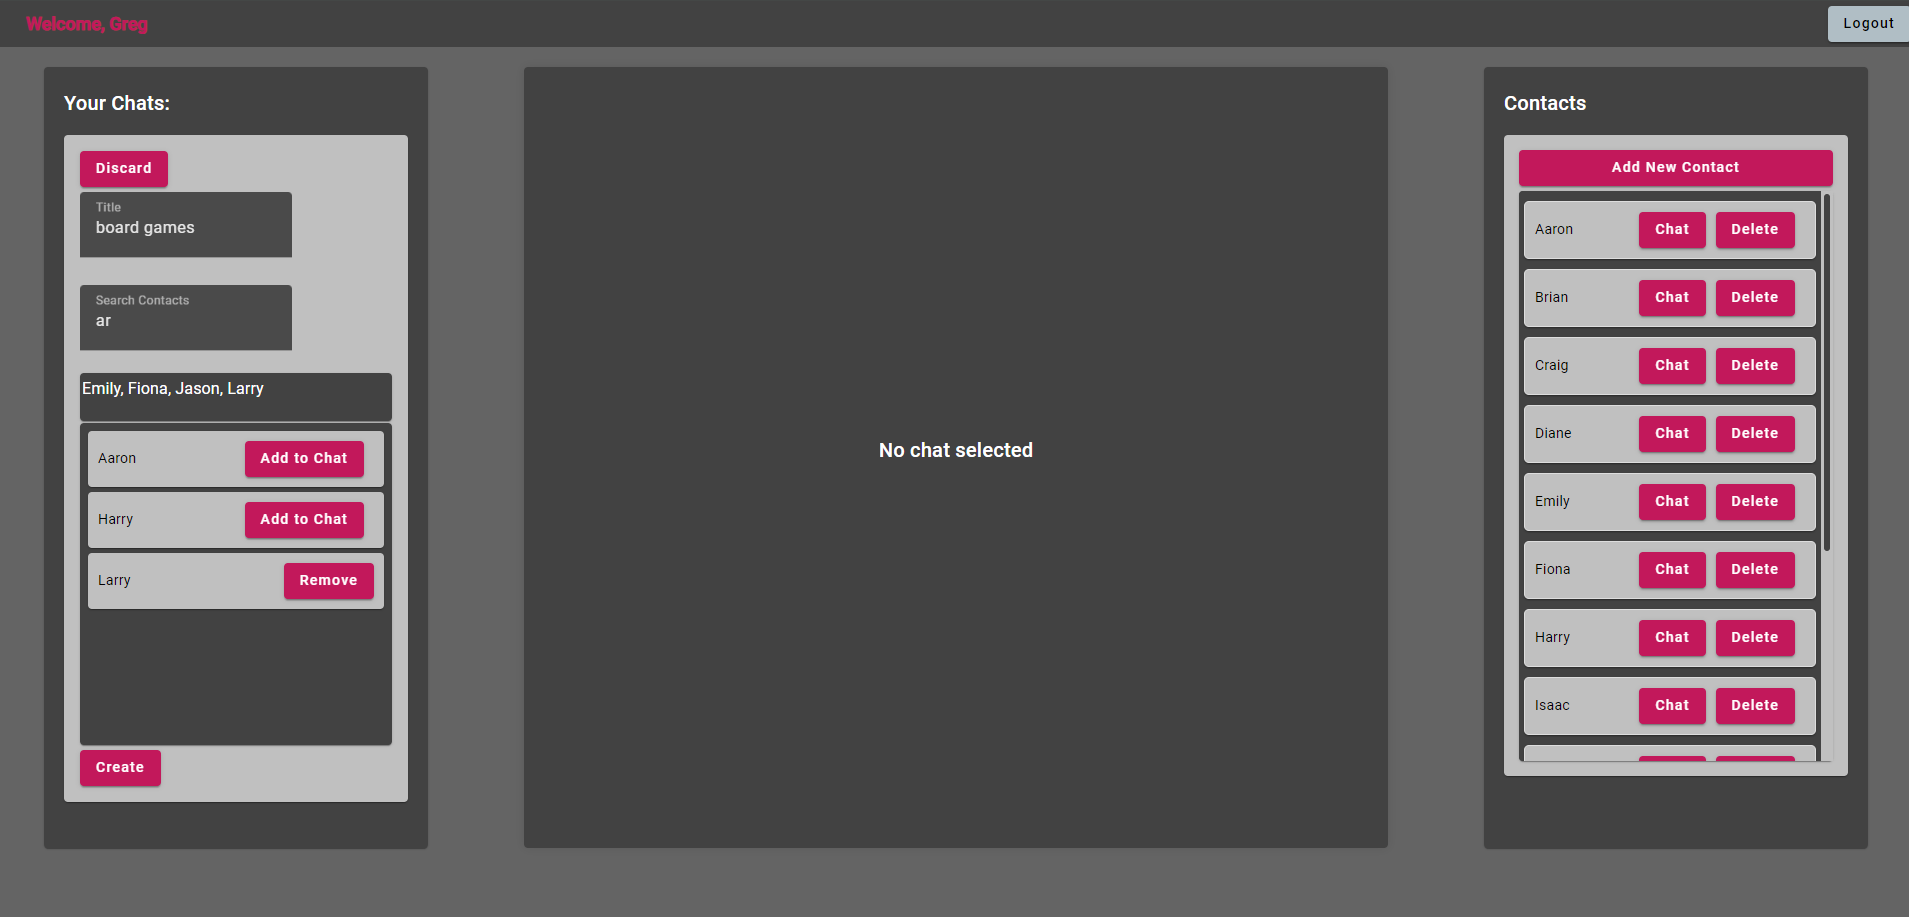 Welcome, Greg
Logout
Your Chats:
Discard
Title
board games
Search Contacts
ar
Emily, Fiona, Jason, Larry
Aaron Add to Chat
Harry Add to Chat
Larry Remove
Create
No chat selected
Contacts
Add New Contact
Aaron Chat Delete
Brian Chat Delete
Craig Chat Delete
Diane Chat Delete
Emily Chat Delete
Fiona Chat Delete
Harry Chat Delete
Isaac Chat Delete